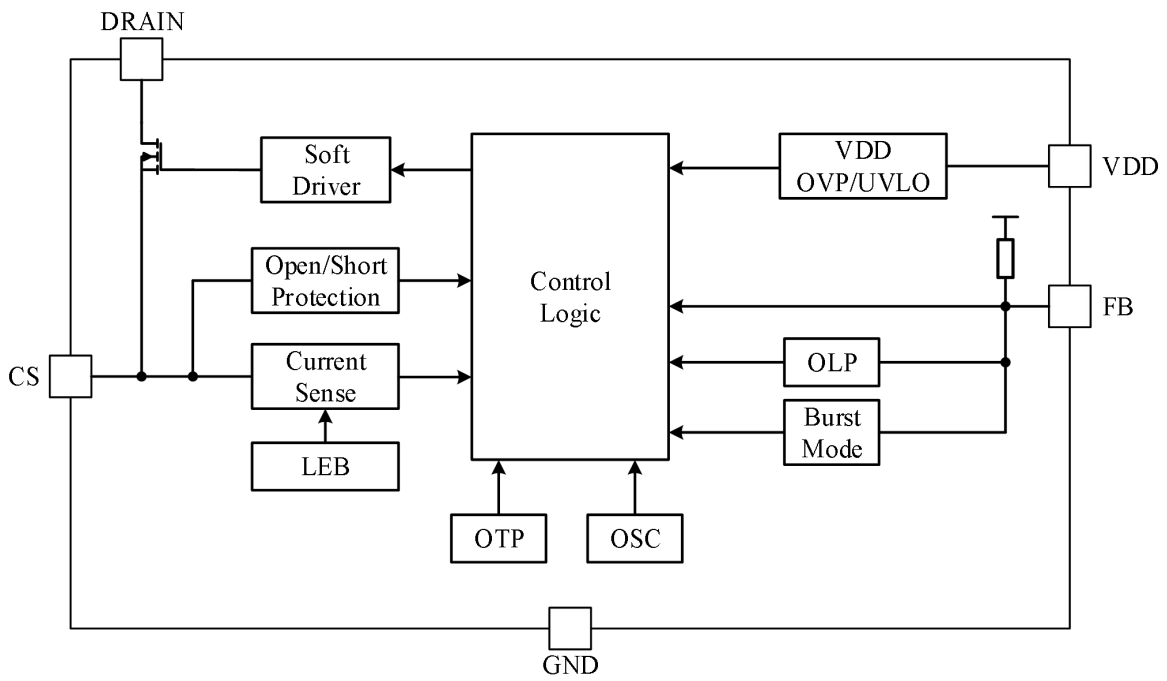 DRAIN
Soft
Driver
VDD
OVP/UVLO
VDD
Open/Short
Protection
Control
Logic
FB
CS
Current
Sense
OLP
Burst
Mode
LEB
OTP
OSC
GND